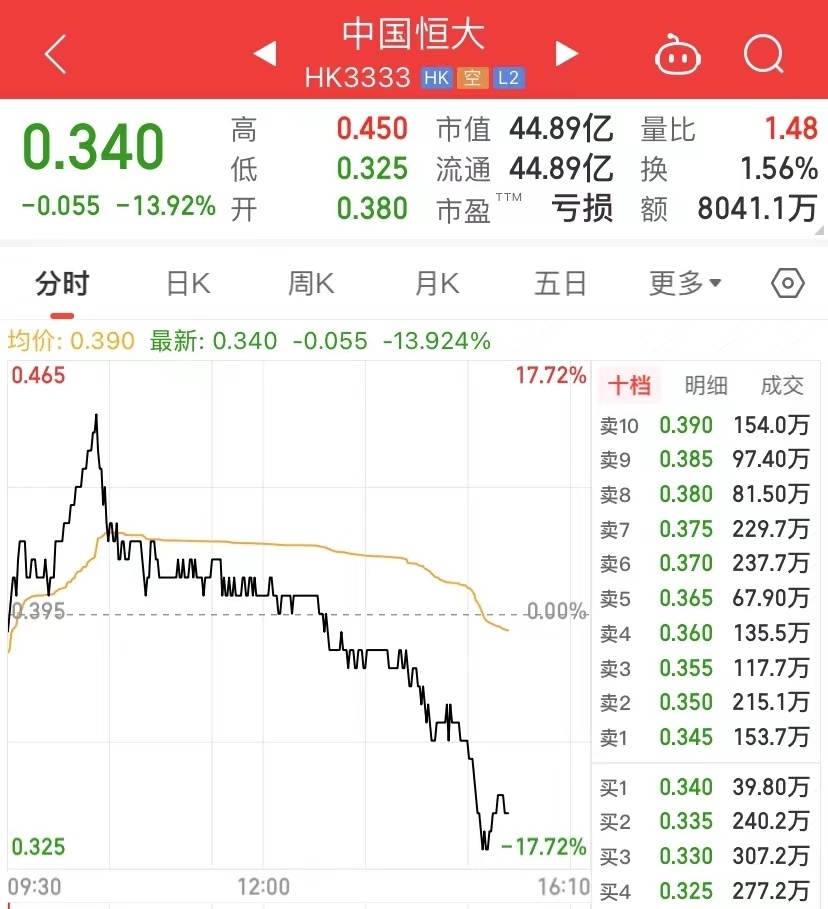 中国恒大
HK3333 HK 空 L2
0.340
-0.055 -13.92%
高 0.450 市值 44.89亿 量比 1.48
低 0.325 流通 44.89亿 换 1.56%
开 0.380 市盈TTM 亏损 额 8041.1万
分时 日K 周K 月K 五日 更多
均价: 0.390 最新: 0.340 -0.055 -13.924%
0.465 17.72%
0.395 0.00%
0.325 -17.72%
09:30 12:00 16:10
十档 明细 成交
卖10 0.390 154.0万
卖9 0.385 97.40万
卖8 0.380 81.50万
卖7 0.375 229.7万
卖6 0.370 237.7万
卖5 0.365 67.90万
卖4 0.360 135.5万
卖3 0.355 117.7万
卖2 0.350 215.1万
卖1 0.345 153.7万
买1 0.340 39.80万
买2 0.335 240.2万
买3 0.330 307.2万
买4 0.325 277.2万